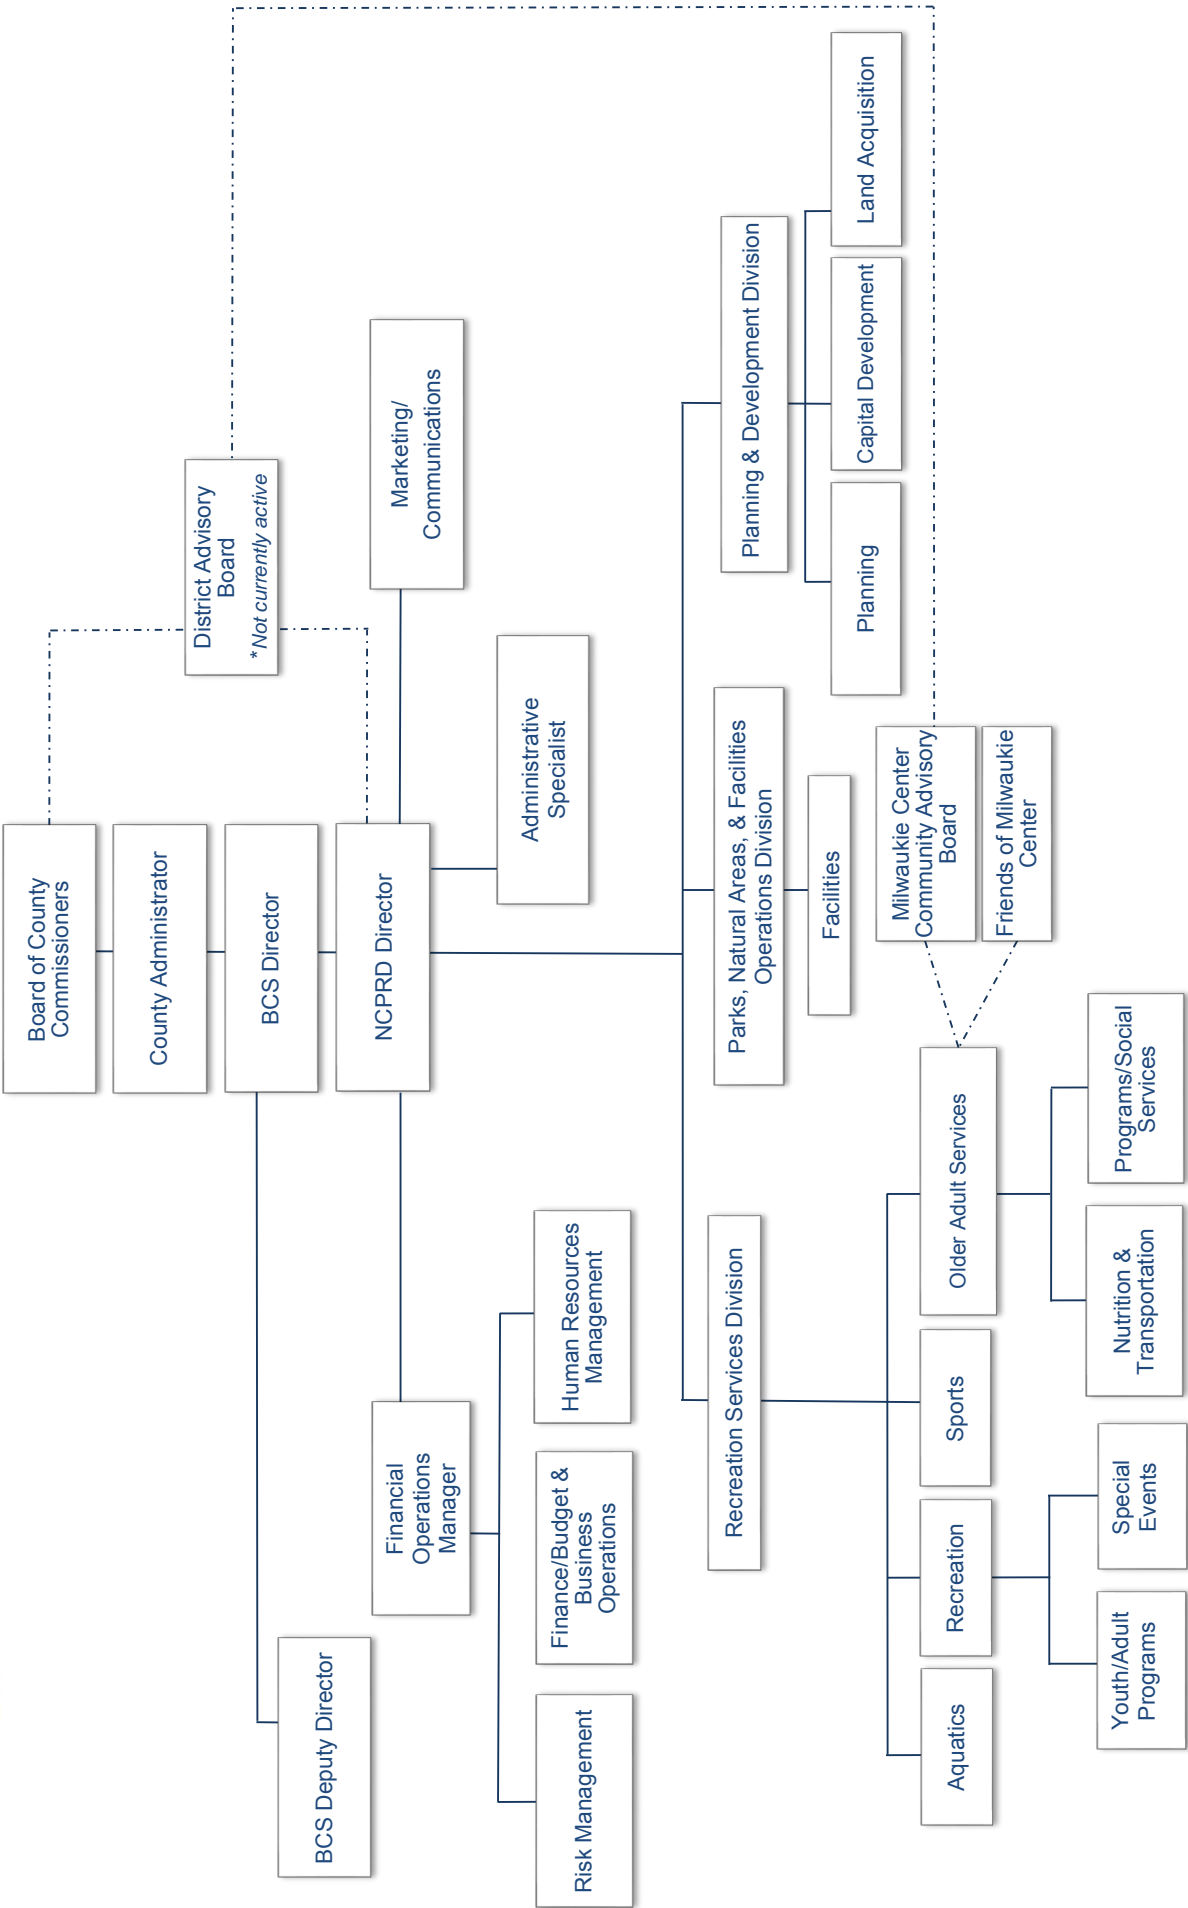 Board of County
Commissioners
County Administrator
BCS Director
NCPRD Director
District Advisory
Board
*Not currently active
BCS Deputy Director
Financial
Operations
Manager
Marketing/
Communications
Administrative
Specialist
Risk Management
Finance/Budget &
Business
Operations
Human Resources
Management
Recreation Services Division
Parks, Natural Areas, & Facilities
Operations Division
Planning & Development Division
Facilities
Planning
Capital Development
Land Acquisition
Milwaukie Center
Community Advisory
Board
Friends of Milwaukie
Center
Aquatics
Recreation
Sports
Older Adult Services
Youth/Adult
Programs
Special
Events
Nutrition &
Transportation
Programs/Social
Services